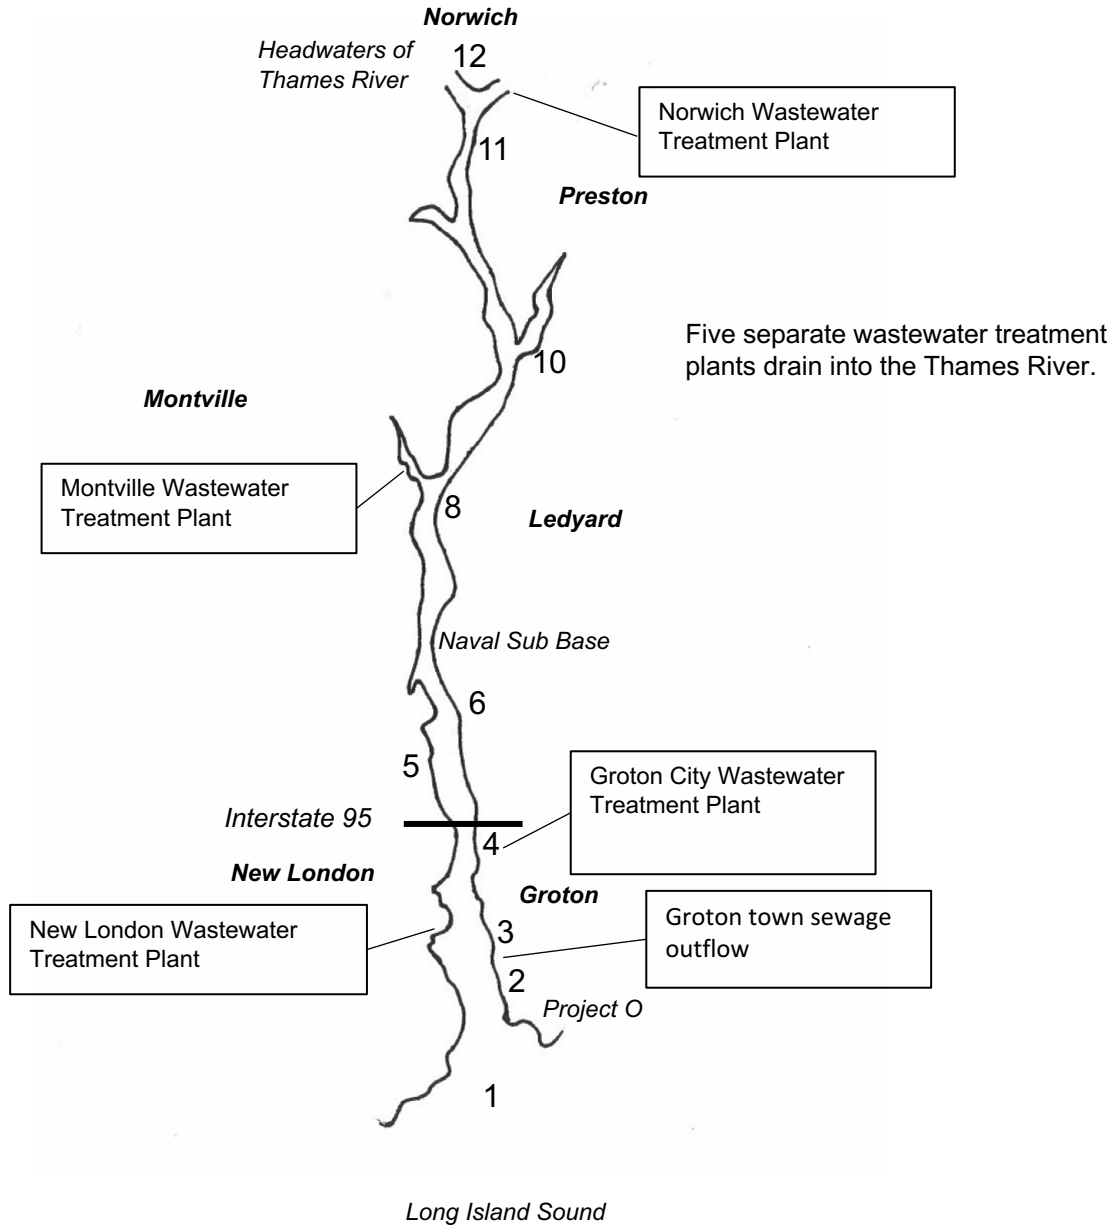 Norwich
Headwaters of
Thames River
12
Norwich Wastewater
Treatment Plant
11
Preston
Five separate wastewater treatment
plants drain into the Thames River.
10
Montville
Montville Wastewater
Treatment Plant
8
Ledyard
Naval Sub Base
6
5
Groton City Wastewater
Treatment Plant
Interstate 95
4
New London
Groton
New London Wastewater
Treatment Plant
3
Groton town sewage
outflow
2
Project O
1
Long Island Sound